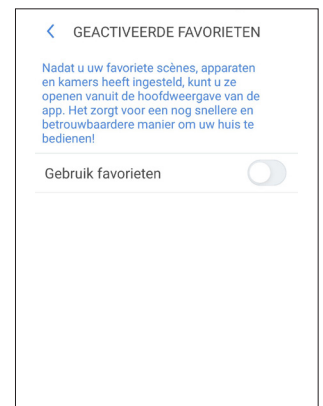 GEACTIVEERDE FAVORIETEN
Nadat u uw favoriete scènes, apparaten
en kamers heeft ingesteld, kunt u ze
openen vanuit de hoofdweergave van de
app. Het zorgt voor een nog snellere en
betrouwbaardere manier om uw huis te
bedienen!
Gebruik favorieten